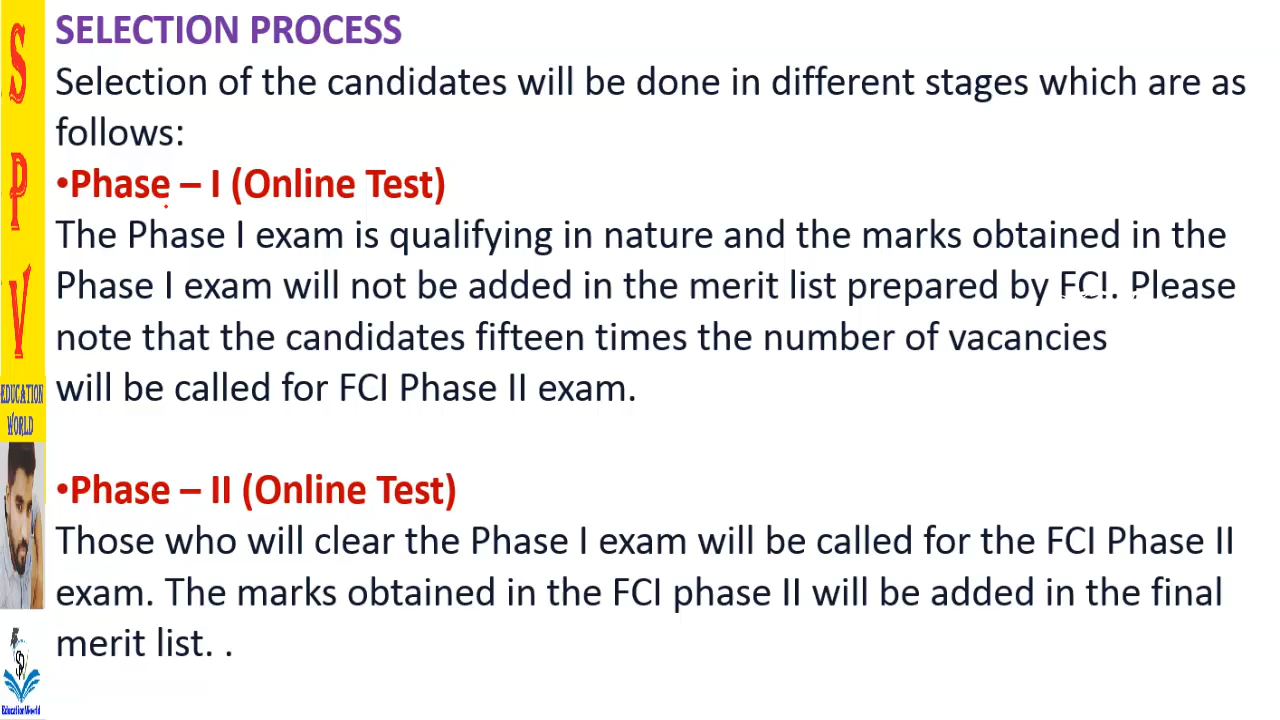 SELECTION PROCESS
Selection of the candidates will be done in different stages which are as
follows:
•Phase – I (Online Test)
The Phase I exam is qualifying in nature and the marks obtained in the
Phase I exam will not be added in the merit list prepared by FCI. Please
note that the candidates fifteen times the number of vacancies
will be called for FCI Phase II exam.
•Phase – II (Online Test)
Those who will clear the Phase I exam will be called for the FCI Phase II
exam. The marks obtained in the FCI phase II will be added in the final
merit list. .
S
P
V
EDUCATION
WORLD
Education World